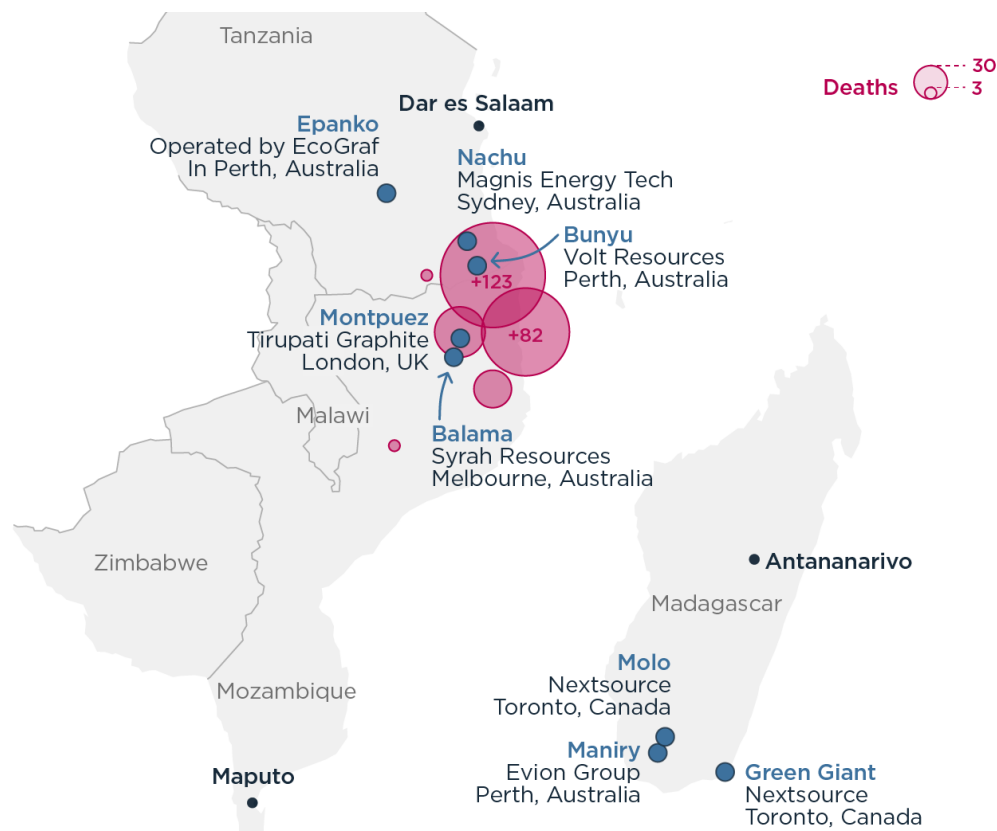 Tanzania
Deaths
30
3
Dar es Salaam
Epanko
Operated by EcoGraf
In Perth, Australia
Nachu
Magnis Energy Tech
Sydney, Australia
Bunyu
Volt Resources
Perth, Australia
+123
+82
Montpuez
Tirupati Graphite
London, UK
Malawi
Balama
Syrah Resources
Melbourne, Australia
Zimbabwe
Antananarivo
Madagascar
Mozambique
Molo
Nextsource
Toronto, Canada
Maniry
Evion Group
Perth, Australia
Green Giant
Nextsource
Toronto, Canada
Maputo